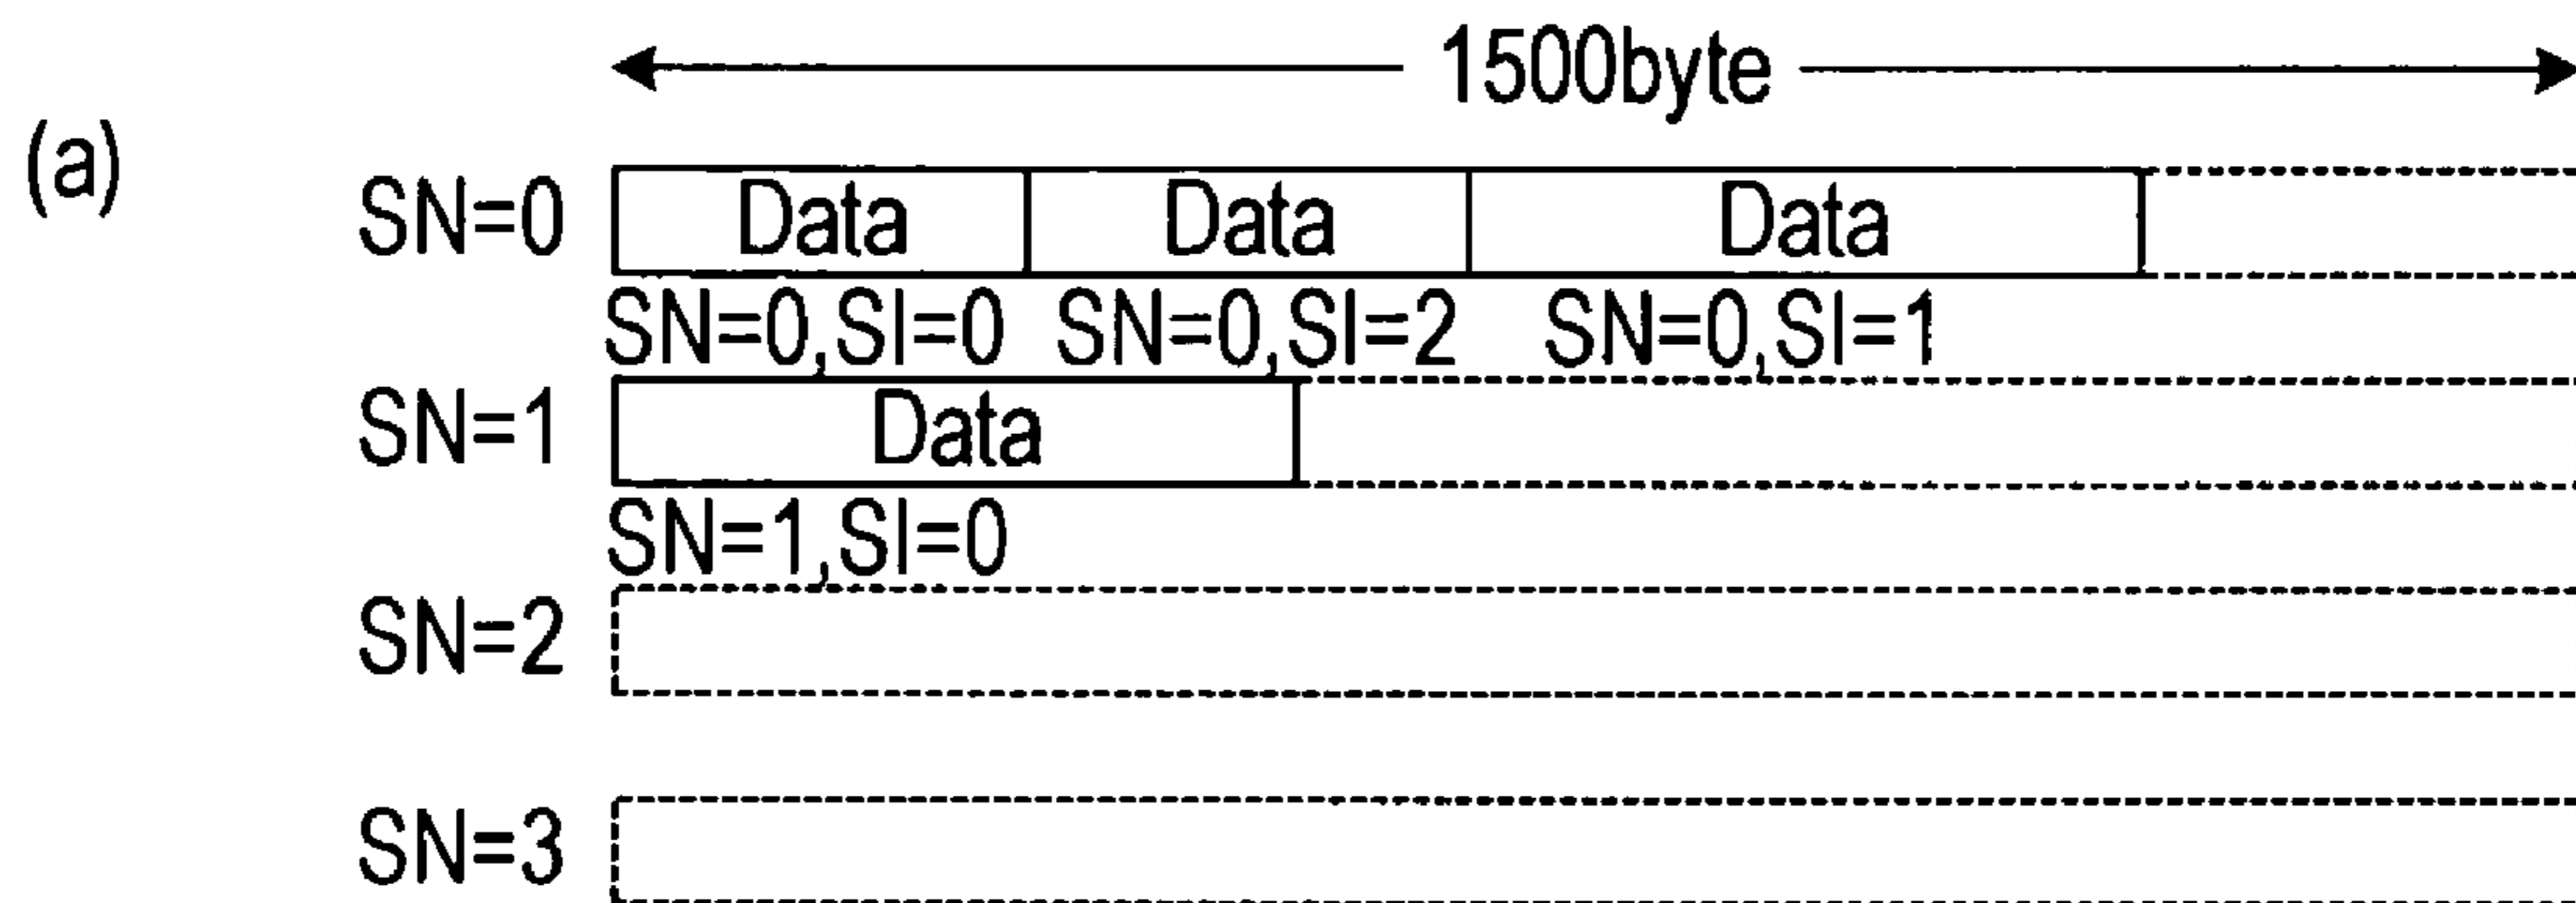 1500byte
(a)
SN=0 Data Data Data
SN=0,SI=0 SN=0,SI=2 SN=0,SI=1
SN=1 Data
SN=1,SI=0
SN=2
SN=3